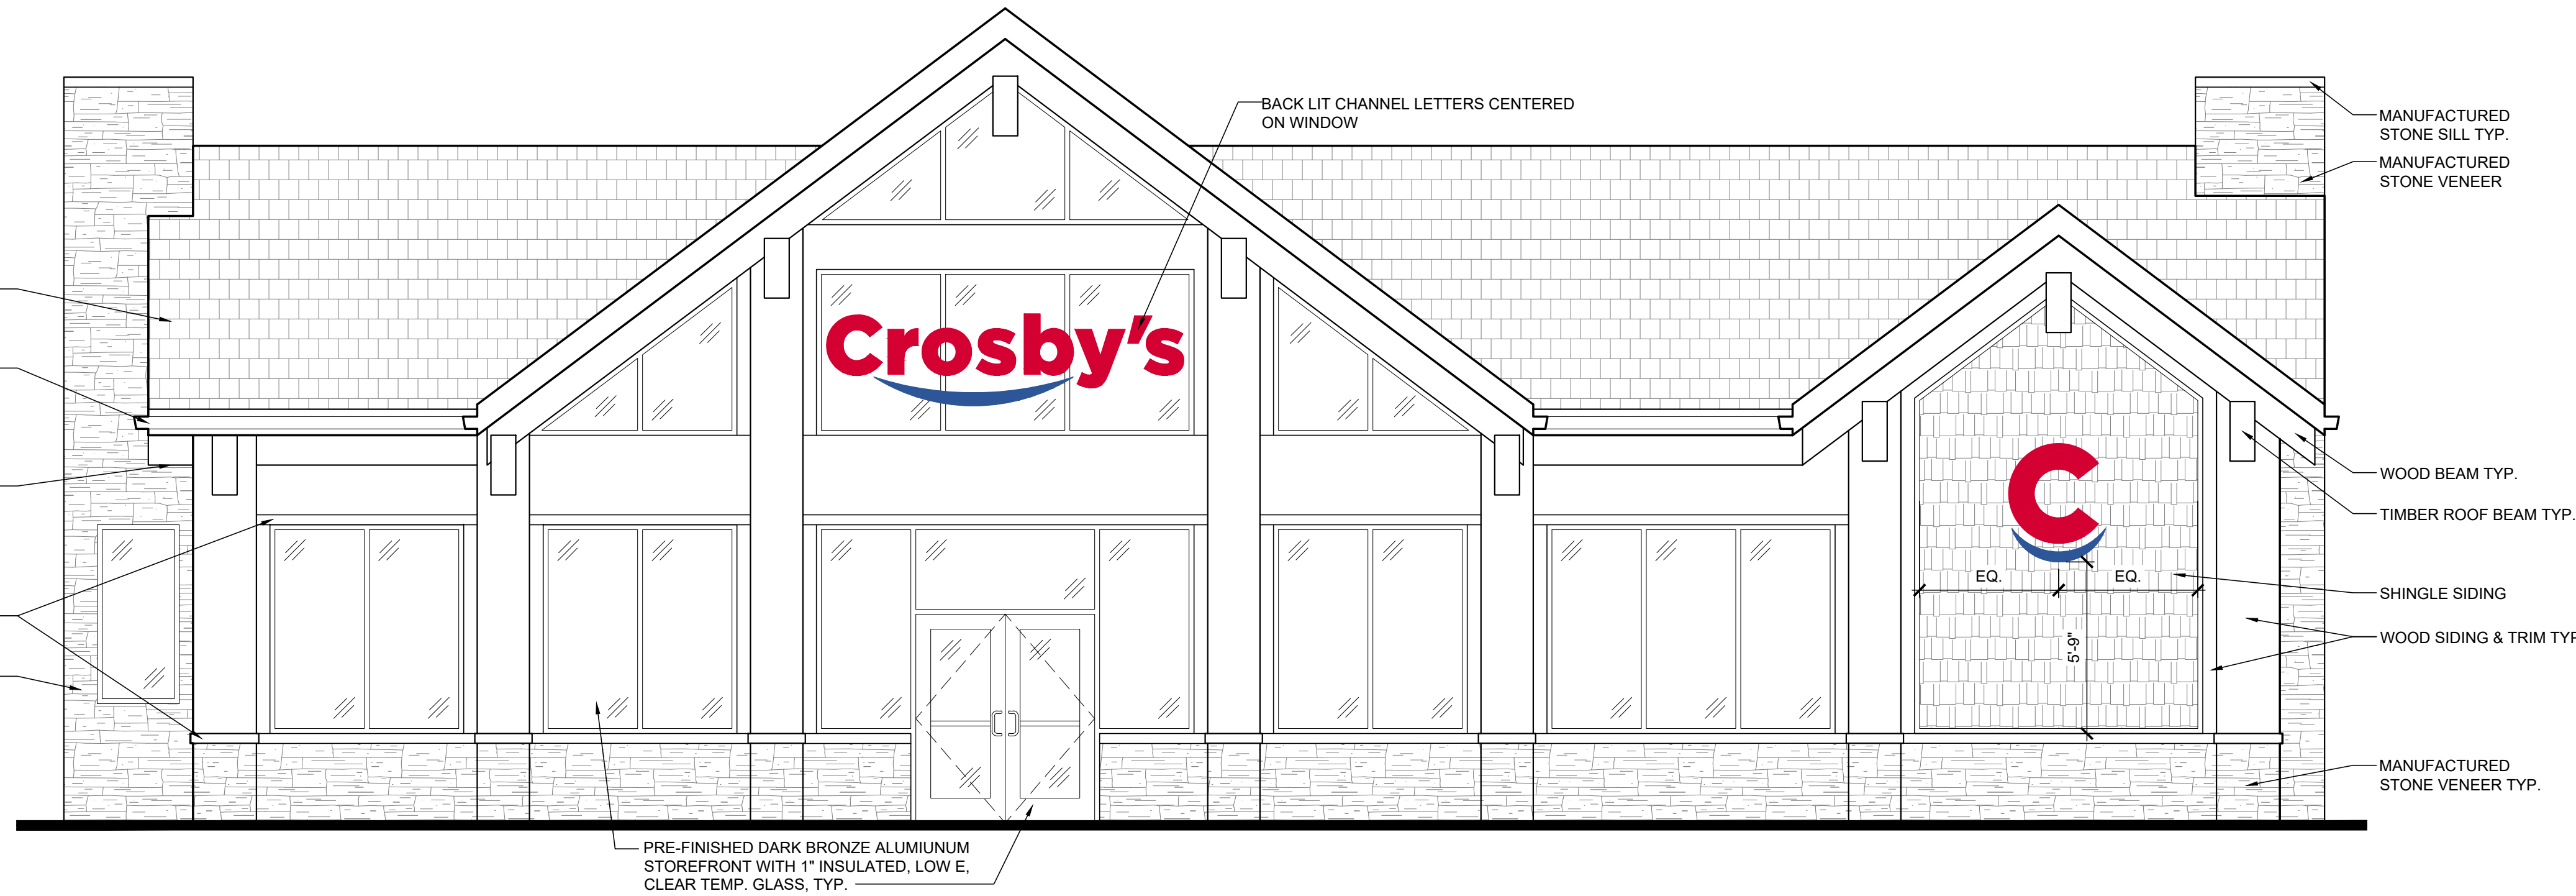 BACK LIT CHANNEL LETTERS CENTERED
ON WINDOW
MANUFACTURED
STONE SILL TYP.
MANUFACTURED
STONE VENEER
Crosby's
C
WOOD BEAM TYP.
TIMBER ROOF BEAM TYP.
EQ.
EQ.
SHINGLE SIDING
5'-9"
WOOD SIDING & TRIM TYP
MANUFACTURED
STONE VENEER TYP.
PRE-FINISHED DARK BRONZE ALUMIUNUM
STOREFRONT WITH 1" INSULATED, LOW E,
CLEAR TEMP. GLASS, TYP.